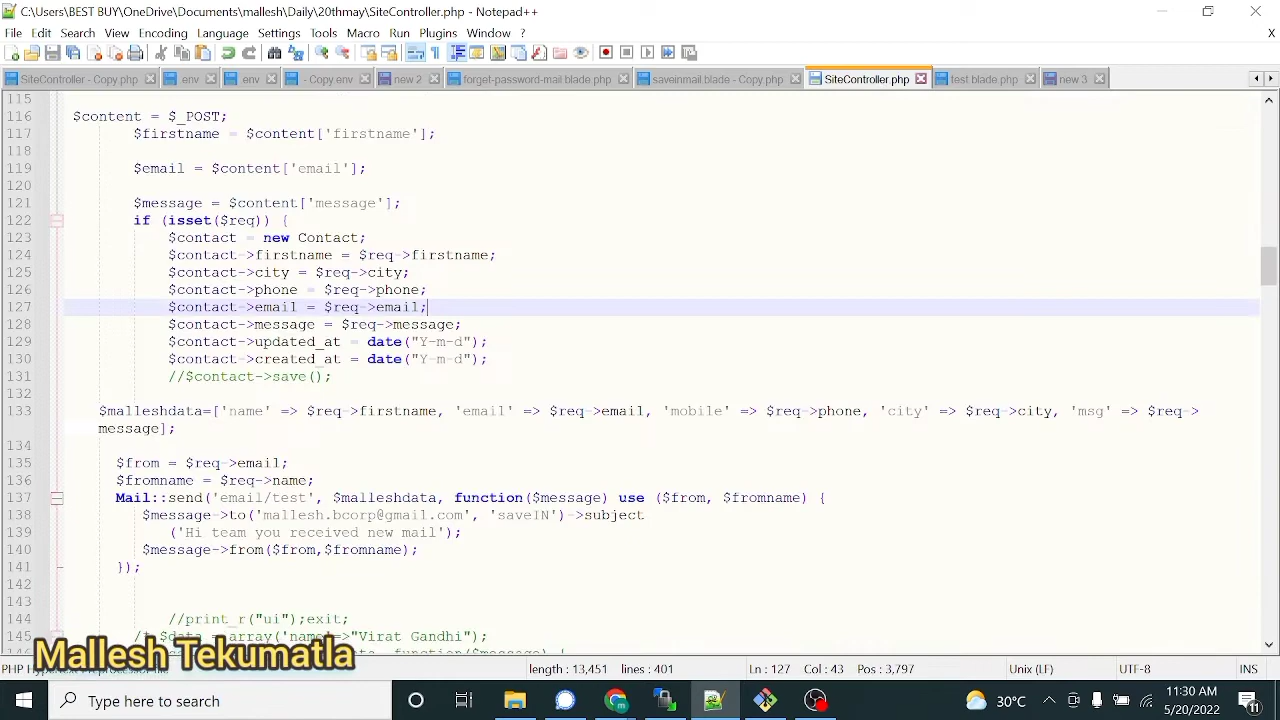 C:\Users\BEST BUY\OneDrive\Documents\mallesh\Daily\20thmay\SiteController.php - Notepad++
File Edit Search View Encoding Language Settings Tools Macro Run Plugins Window ? X
SiteController - Copy.php env env - Copy.env new 2 forget-password-mail blade.php saveinmail blade - Copy.php SiteController.php test blade.php new 3
115
116 $content = $_POST;
117 $firstname = $content['firstname'];
118
119 $email = $content['email'];
120
121 $message = $content['message'];
122 if (isset($req)) {
123 $contact = new Contact;
124 $contact->firstname = $req->firstname;
125 $contact->city = $req->city;
126 $contact->phone = $req->phone;
127 $contact->email = $req->email;
128 $contact->message = $req->message;
129 $contact->updated_at = date("Y-m-d");
130 $contact->created_at = date("Y-m-d");
131 //$contact->save();
132
133 $malleshdata=['name' => $req->firstname, 'email' => $req->email, 'mobile' => $req->phone, 'city' => $req->city, 'msg' => $req->
message];
134
135 $from = $req->email;
136 $fromname = $req->name;
137 Mail::send('email/test', $malleshdata, function($message) use ($from, $fromname) {
138 $message->to('mallesh.bcorp@gmail.com', 'saveIN')->subject
139 ('Hi team you received new mail');
140 $message->from($from,$fromname);
141 });
142
143
144 //print_r("ui");exit;
145 /* $data = array('name'=>"Virat Gandhi");
Mallesh Tekumatla
length : 13,451 lines : 401 Ln : 127 Col : 43 Pos : 3,797 Unix (LF) UTF-8 INS
Type here to search
30°C
11:30 AM
5/20/2022
11